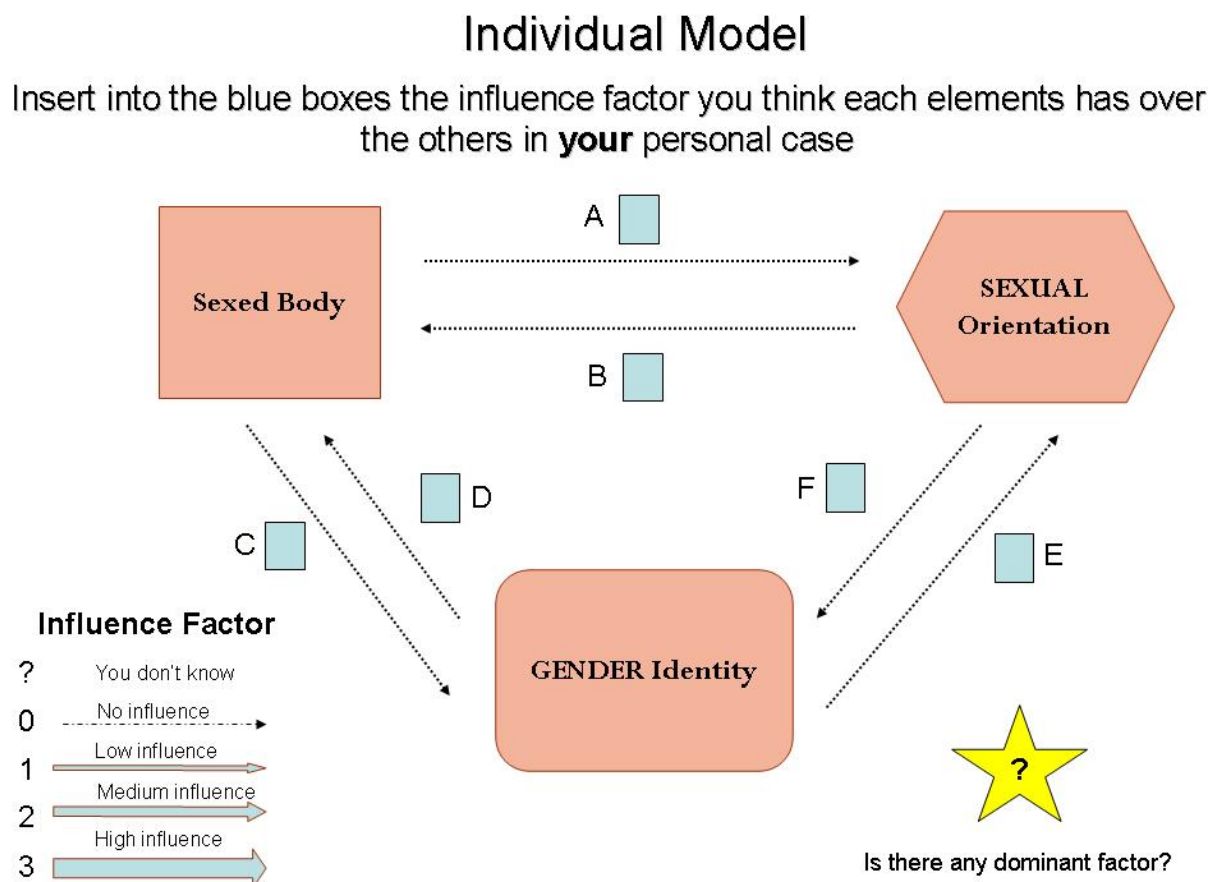 Individual Model
Insert into the blue boxes the influence factor you think each elements has over
the others in your personal case
A
Sexed Body
SEXUAL
Orientation
B
F
D
C
E
GENDER Identity
Influence Factor
? You don't know
0 No influence
1 Low influence
2 Medium influence
3 High influence
?
Is there any dominant factor?